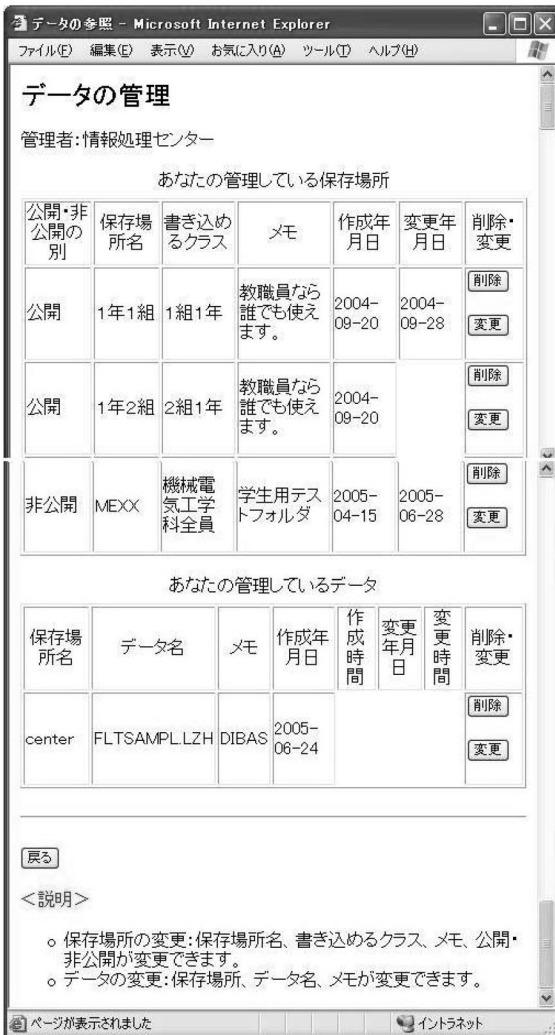 データの参照 - Microsoft Internet Explorer
ファイル(F) 編集(E) 表示(V) お気に入り(A) ツール(T) ヘルプ(H)
データの管理
管理者:情報処理センター
あなたの管理している保存場所
公開・非
公開の
別
保存場
所名
書き込め
るクラス
メモ
作成年
月日
変更年
月日
削除・
変更
公開
1年1組
1組1年
教職員なら
誰でも使え
ます。
2004-
09-20
2004-
09-28
削除
変更
公開
1年2組
2組1年
教職員なら
誰でも使え
ます。
2004-
09-20
削除
変更
非公開
MEXX
機械電
気工学
科全員
学生用テス
トフォルダ
2005-
04-15
2005-
06-28
削除
変更
あなたの管理しているデータ
保存場
所名
データ名
メモ
作成年
月日
作
成
時
間
変更
年月
日
変
更
時
間
削除・
変更
center
FLTSAMPL.LZH
DIBAS
2005-
06-24
削除
変更
戻る
<説明>
保存場所の変更:保存場所名、書き込めるクラス、メモ、公開・
非公開が変更できます。
データの変更:保存場所、データ名、メモが変更できます。
ページが表示されました
イントラネット